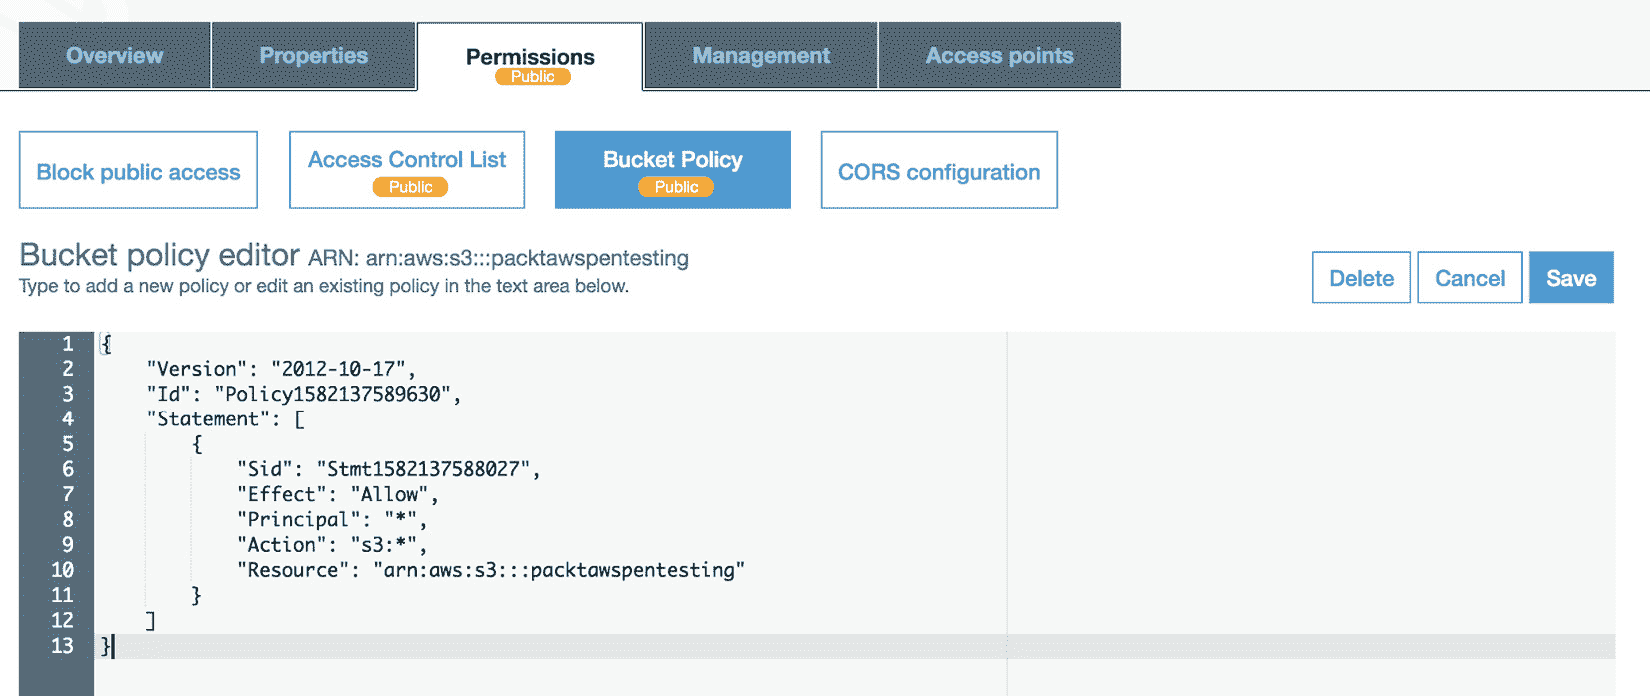 Overview Properties Permissions Management Access points
Public
Block public access Access Control List Bucket Policy CORS configuration
Public Public
Bucket policy editor ARN: arn:aws:s3:::packtawspentesting
Type to add a new policy or edit an existing policy in the text area below.
Delete Cancel Save
1 {
2 "Version": "2012-10-17",
3 "Id": "Policy1582137589630",
4 "Statement": [
5 {
6 "Sid": "Stmt1582137588027",
7 "Effect": "Allow",
8 "Principal": "*",
9 "Action": "s3:*",
10 "Resource": "arn:aws:s3:::packtawspentesting"
11 }
12 ]
13 }